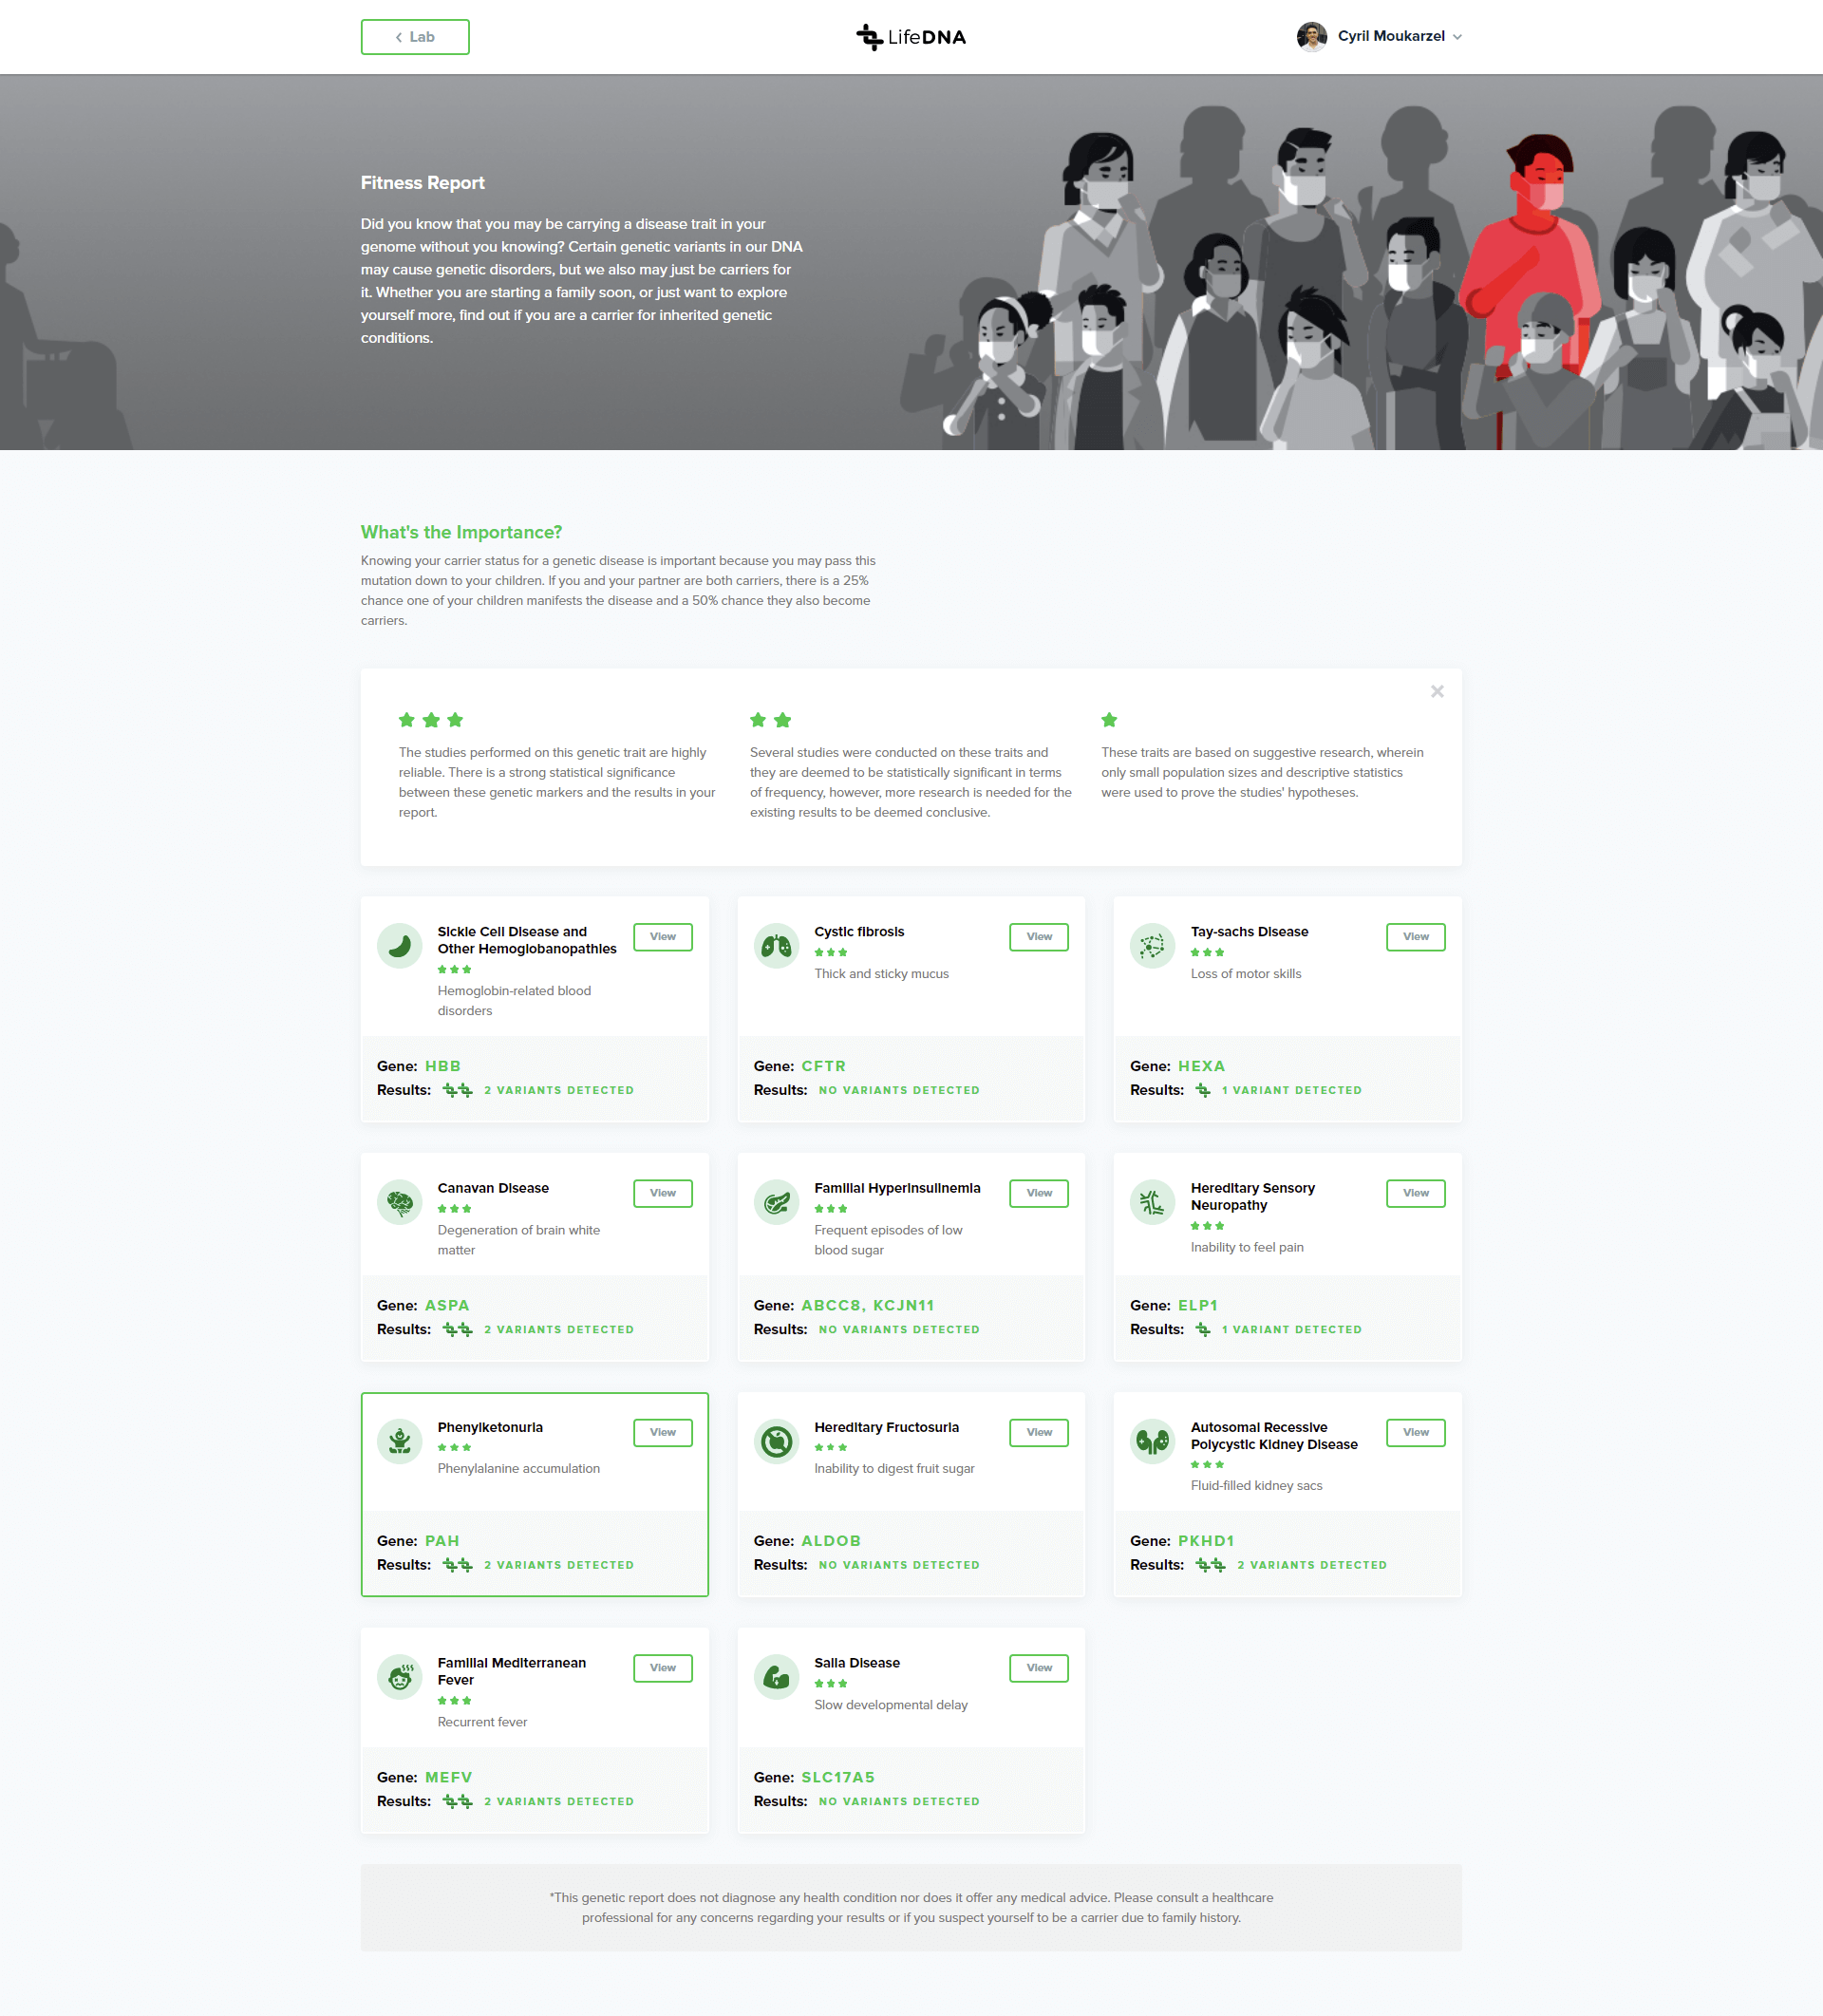 Lab
LifeDNA
Cyril Moukarzel
Fitness Report
Did you know that you may be carrying a disease trait in your
genome without you knowing? Certain genetic variants in our DNA
may cause genetic disorders, but we also may just be carriers for
it. Whether you are starting a family soon, or just want to explore
yourself more, find out if you are a carrier for inherited genetic
conditions.
What's the Importance?
Knowing your carrier status for a genetic disease is important because you may pass this
mutation down to your children. If you and your partner are both carriers, there is a 25%
chance one of your children manifests the disease and a 50% chance they also become
carriers.
The studies performed on this genetic trait are highly
reliable. There is a strong statistical significance
between these genetic markers and the results in your
report.
Several studies were conducted on these traits and
they are deemed to be statistically significant in terms
of frequency, however, more research is needed for the
existing results to be deemed conclusive.
These traits are based on suggestive research, wherein
only small population sizes and descriptive statistics
were used to prove the studies' hypotheses.
Sickle Cell Disease and
Other Hemoglobanopathies
View
Hemoglobin-related blood
disorders
Gene: HBB
Results: 2 VARIANTS DETECTED
Cystic fibrosis
View
Thick and sticky mucus
Gene: CFTR
Results: NO VARIANTS DETECTED
Tay-sachs Disease
View
Loss of motor skills
Gene: HEXA
Results: 1 VARIANT DETECTED
Canavan Disease
View
Degeneration of brain white
matter
Gene: ASPA
Results: 2 VARIANTS DETECTED
Familial Hyperinsulinemia
View
Frequent episodes of low
blood sugar
Gene: ABCC8, KCJN11
Results: NO VARIANTS DETECTED
Hereditary Sensory
Neuropathy
View
Inability to feel pain
Gene: ELP1
Results: 1 VARIANT DETECTED
Phenylketonuria
View
Phenylalanine accumulation
Gene: PAH
Results: 2 VARIANTS DETECTED
Hereditary Fructosuria
View
Inability to digest fruit sugar
Gene: ALDOB
Results: NO VARIANTS DETECTED
Autosomal Recessive
Polycystic Kidney Disease
View
Fluid-filled kidney sacs
Gene: PKHD1
Results: 2 VARIANTS DETECTED
Familial Mediterranean
Fever
View
Recurrent fever
Gene: MEFV
Results: 2 VARIANTS DETECTED
Salla Disease
View
Slow developmental delay
Gene: SLC17A5
Results: NO VARIANTS DETECTED
*This genetic report does not diagnose any health condition nor does it offer any medical advice. Please consult a healthcare
professional for any concerns regarding your results or if you suspect yourself to be a carrier due to family history.